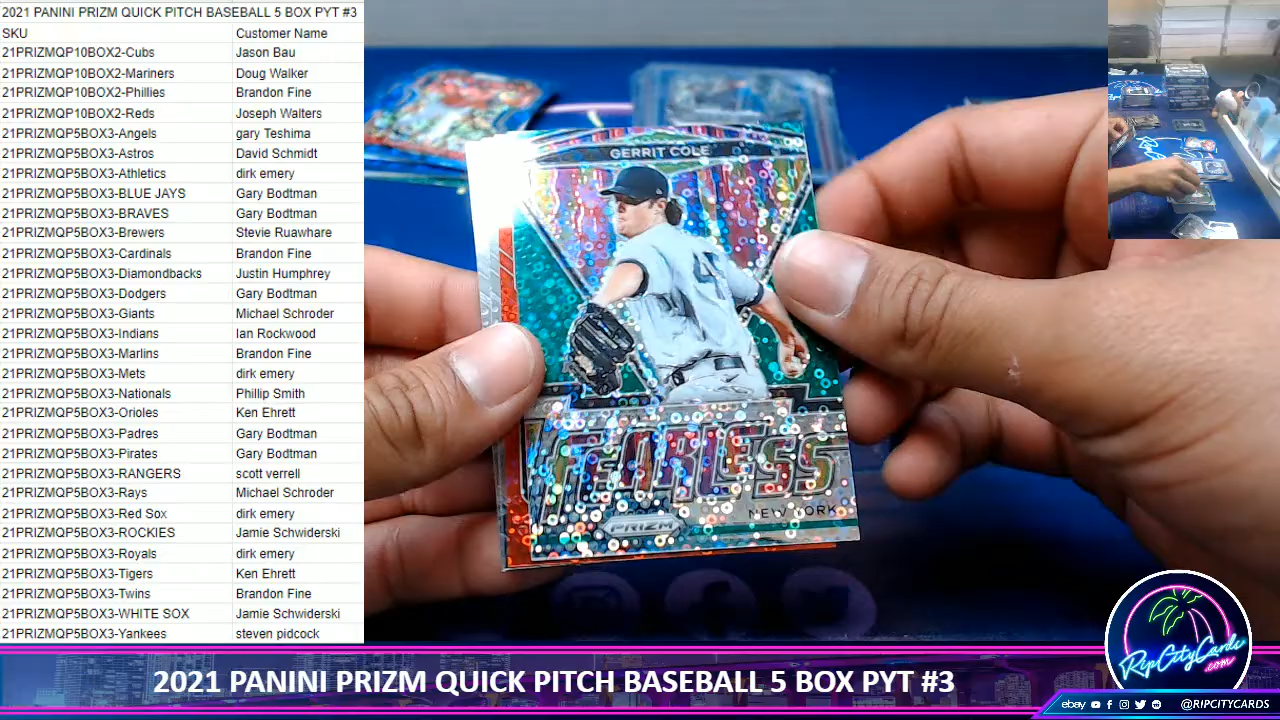 2021 PANINI PRIZM QUICK PITCH BASEBALL 5 BOX PYT #3
SKU Customer Name
21PRIZMQP10BOX2-Cubs Jason Bau
21PRIZMQP10BOX2-Mariners Doug Walker
21PRIZMQP10BOX2-Phillies Brandon Fine
21PRIZMQP10BOX2-Reds Joseph Walters
21PRIZMQP5BOX3-Angels gary Teshima
21PRIZMQP5BOX3-Astros David Schmidt
21PRIZMQP5BOX3-Athletics dirk emery
21PRIZMQP5BOX3-BLUE JAYS Gary Bodtman
21PRIZMQP5BOX3-BRAVES Gary Bodtman
21PRIZMQP5BOX3-Brewers Stevie Ruawhare
21PRIZMQP5BOX3-Cardinals Brandon Fine
21PRIZMQP5BOX3-Diamondbacks Justin Humphrey
21PRIZMQP5BOX3-Dodgers Gary Bodtman
21PRIZMQP5BOX3-Giants Michael Schroder
21PRIZMQP5BOX3-Indians Ian Rockwood
21PRIZMQP5BOX3-Marlins Brandon Fine
21PRIZMQP5BOX3-Mets dirk emery
21PRIZMQP5BOX3-Nationals Phillip Smith
21PRIZMQP5BOX3-Orioles Ken Ehrett
21PRIZMQP5BOX3-Padres Gary Bodtman
21PRIZMQP5BOX3-Pirates Gary Bodtman
21PRIZMQP5BOX3-RANGERS scott verrell
21PRIZMQP5BOX3-Rays Michael Schroder
21PRIZMQP5BOX3-Red Sox dirk emery
21PRIZMQP5BOX3-ROCKIES Jamie Schwiderski
21PRIZMQP5BOX3-Royals dirk emery
21PRIZMQP5BOX3-Tigers Ken Ehrett
21PRIZMQP5BOX3-Twins Brandon Fine
21PRIZMQP5BOX3-WHITE SOX Jamie Schwiderski
21PRIZMQP5BOX3-Yankees steven pidcock
GERRIT COLE
FEARLESS
NEW YORK
PRIZM
RipCityCards
.com
2021 PANINI PRIZM QUICK PITCH BASEBALL 5 BOX PYT #3
ebay @RIPCITYCARDS